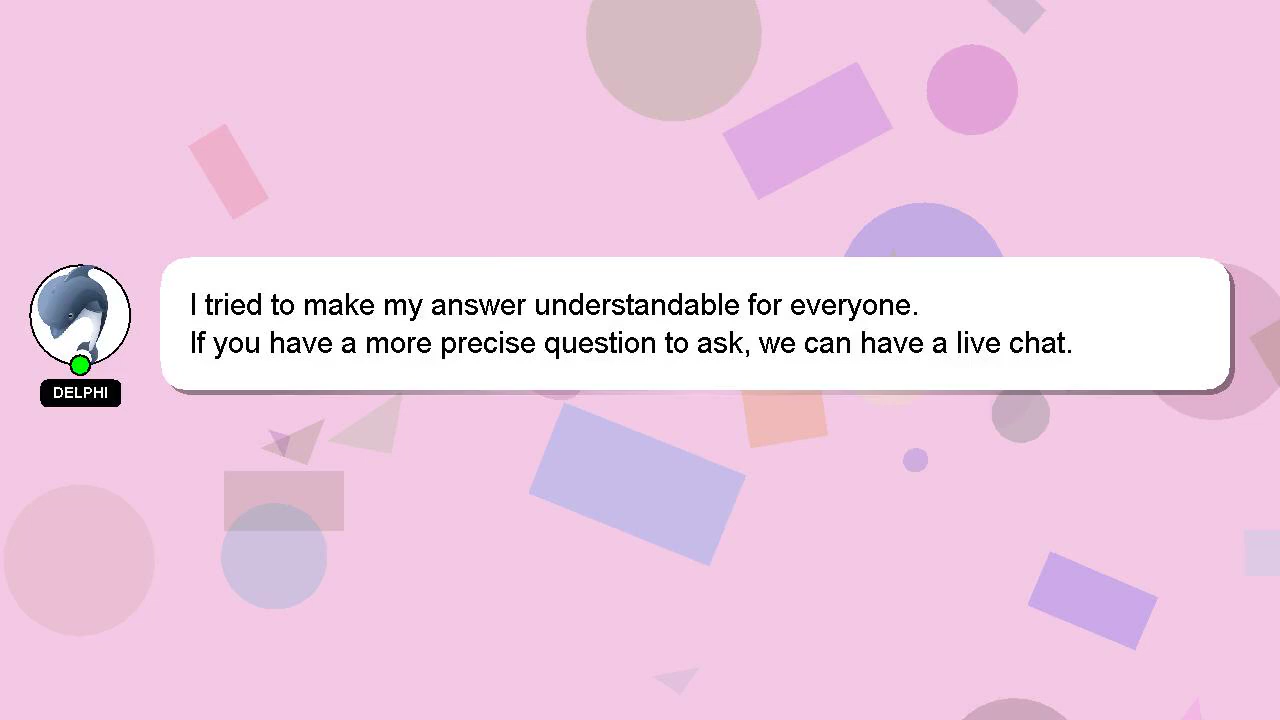 I tried to make my answer understandable for everyone.
If you have a more precise question to ask, we can have a live chat.
DELPHI